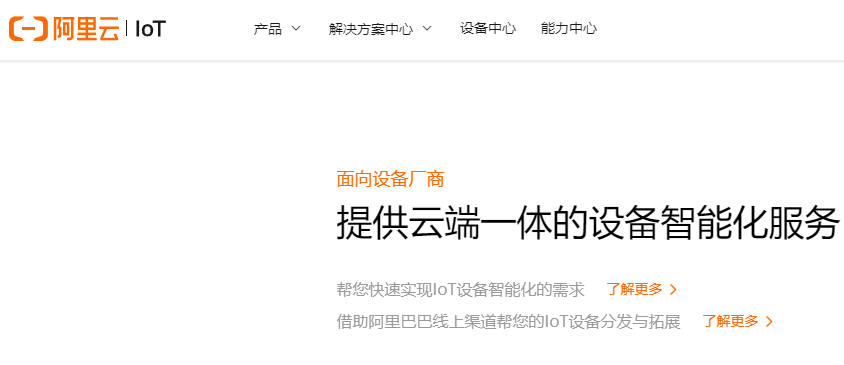 阿里云 | IoT 产品 解决方案中心 设备中心 能力中心
面向设备厂商
提供云端一体的设备智能化服务
帮您快速实现IoT设备智能化的需求 了解更多
借助阿里巴巴线上渠道帮您的IoT设备分发与拓展 了解更多